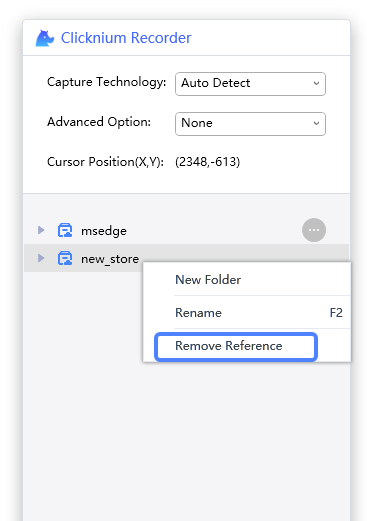 Clicknium Recorder
Capture Technology: Auto Detect
Advanced Option: None
Cursor Position(X,Y): (2348,-613)
msedge
new_store
New Folder
Rename F2
Remove Reference